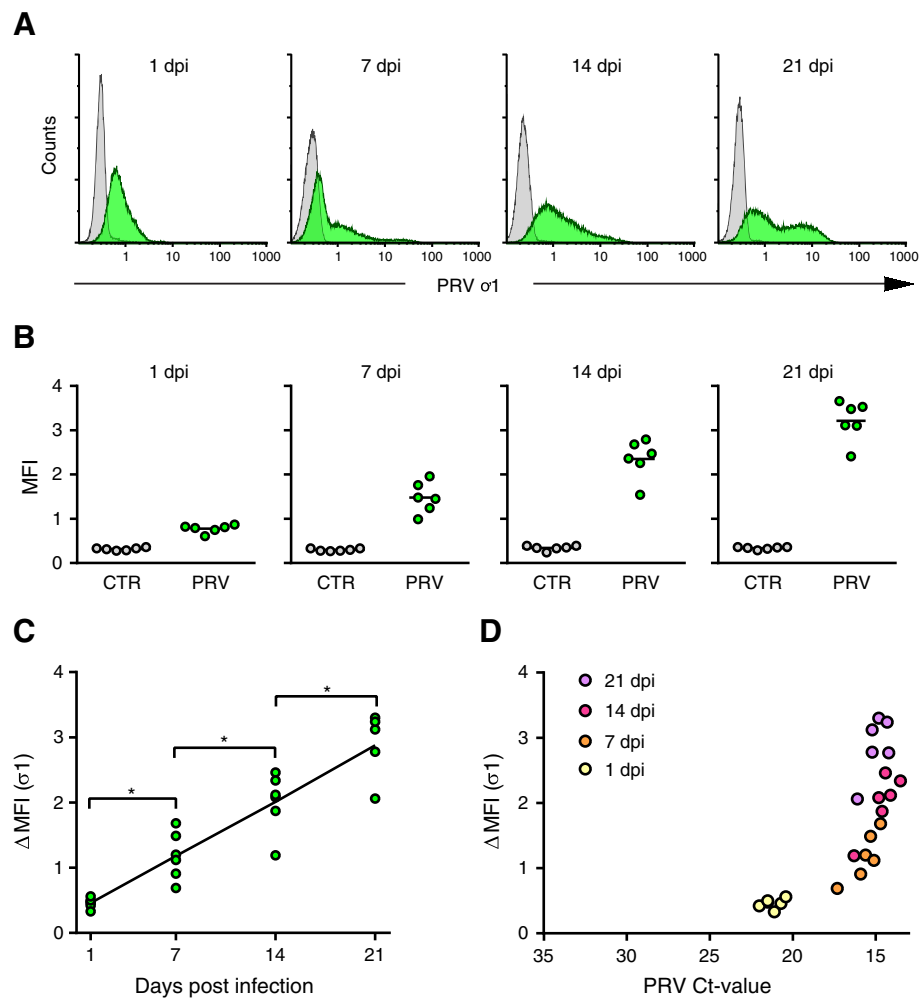 A
1 dpi 7 dpi 14 dpi 21 dpi
Counts
1 10 100 1000 1 10 100 1000 1 10 100 1000 1 10 100 1000
PRV σ1
B
1 dpi 7 dpi 14 dpi 21 dpi
MFI
4
3
2
1
0
CTR PRV CTR PRV CTR PRV CTR PRV
C
Δ MFI (σ1)
4
3
2
1
0
* * *
1 7 14 21
Days post infection
D
Δ MFI (σ1)
4
3
2
1
0
21 dpi
14 dpi
7 dpi
1 dpi
35 30 25 20 15
PRV Ct-value